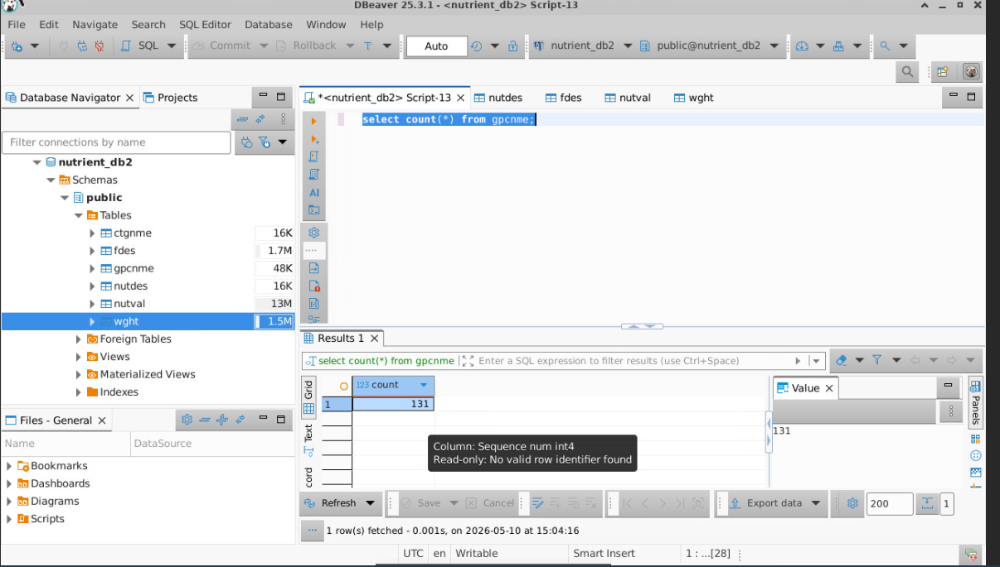 DBeaver 25.3.1 - <nutrient_db2> Script-13
File Edit Navigate Search SQL Editor Database Window Help
SQL Commit Rollback T Auto nutrient_db2 public@nutrient_db2
Database Navigator Projects
*<nutrient_db2> Script-13 nutdes fdes nutval wght
Filter connections by name
select count(*) from gpcnme;
nutrient_db2
Schemas
public
Tables
ctgnme 16K
fdes 1.7M
gpcnme 48K
nutdes 16K
nutval 13M
wght 1.5M
Foreign Tables
Views
Materialized Views
Indexes
AI
Files - General
Name DataSource
Bookmarks
Dashboards
Diagrams
Scripts
Results 1
select count(*) from gpcnme Enter a SQL expression to filter results (use Ctrl+Space)
Grid
Text
cord
123 count
1 131
Column: Sequence num int4
Read-only: No valid row identifier found
Value
131
Panels
Refresh Save Cancel Export data 200 1
1 row(s) fetched - 0.001s, on 2026-05-10 at 15:04:16
UTC en Writable Smart Insert 1 : ...[28]